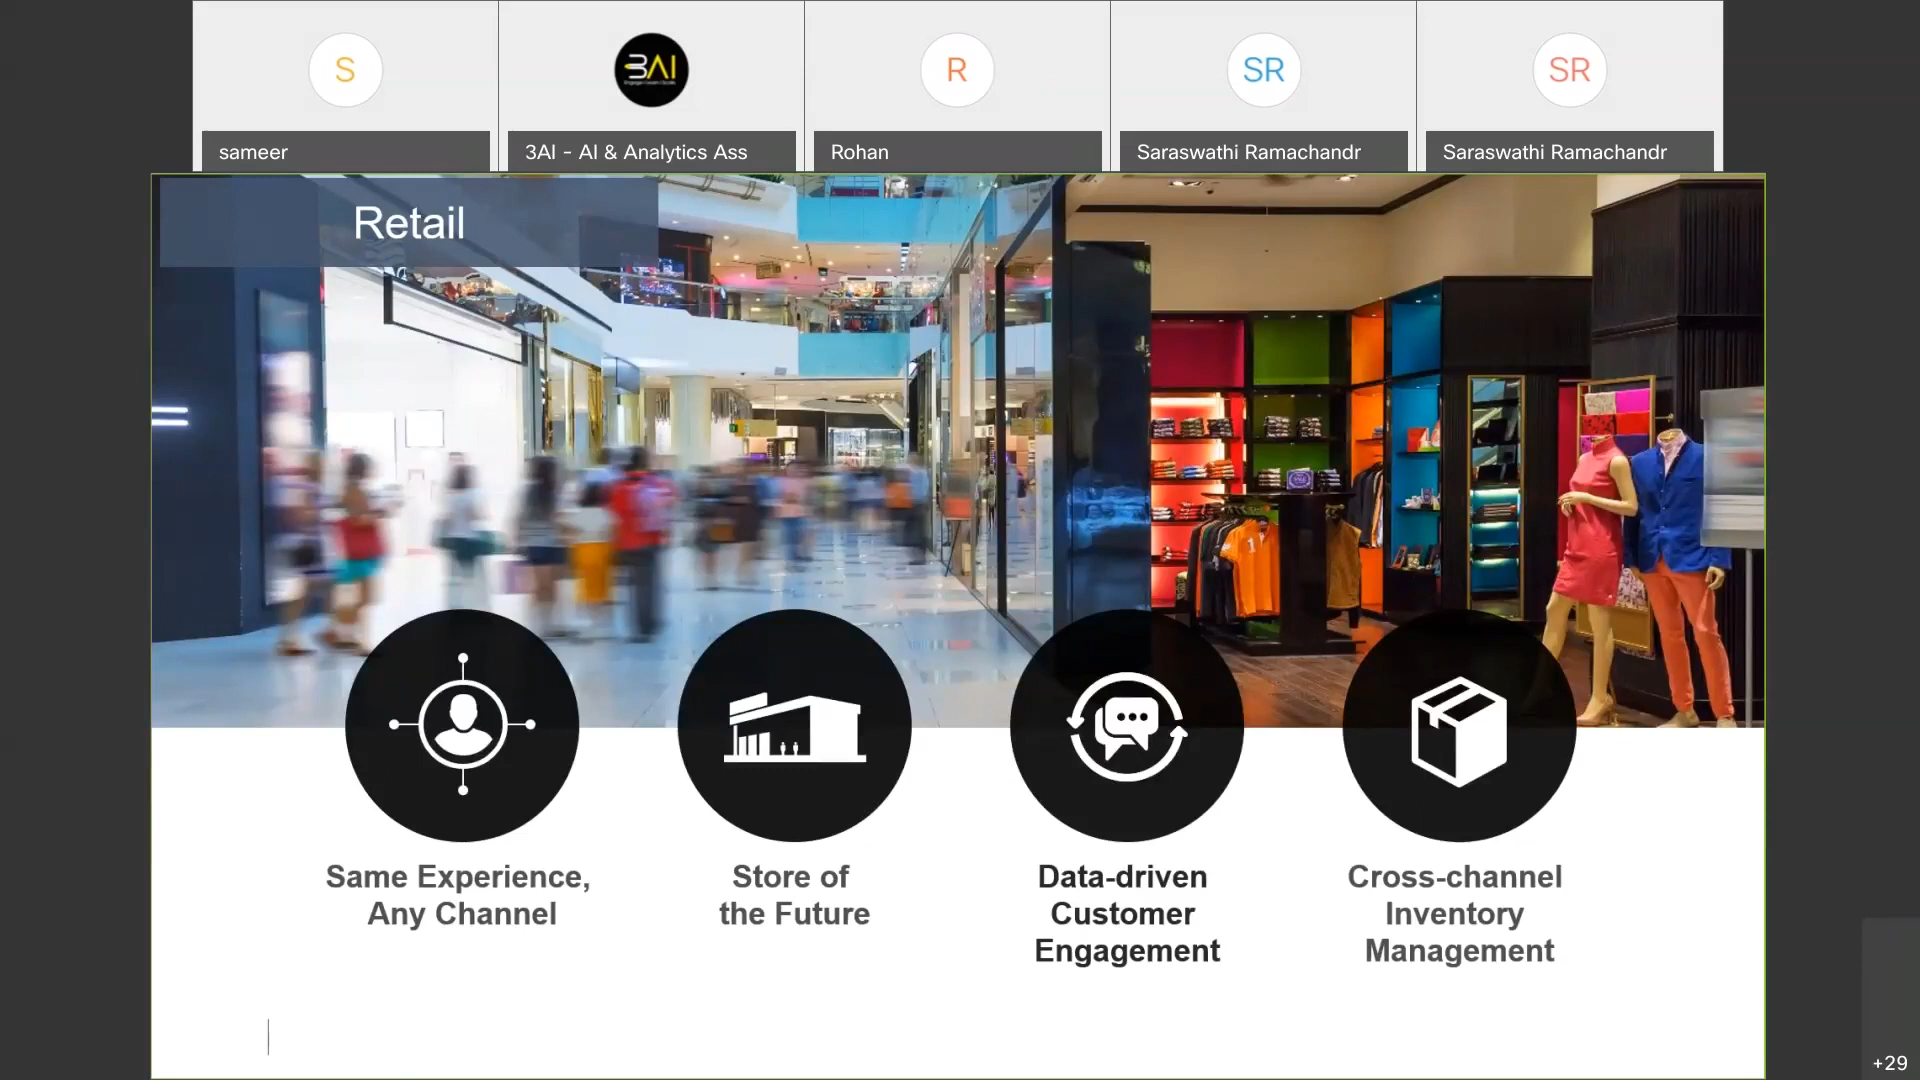 S
3AI
R
SR
SR
sameer
3AI - AI & Analytics Ass
Rohan
Saraswathi Ramachandr
Saraswathi Ramachandr
Retail
1
Same Experience,
Any Channel
Store of
the Future
Data-driven
Customer
Engagement
Cross-channel
Inventory
Management
+29